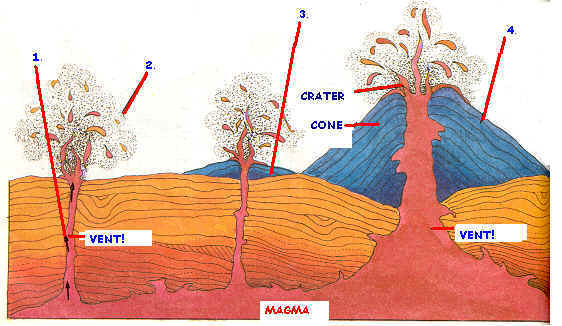 1.
2.
3.
4.
CRATER
CONE
VENT!
VENT!
MAGMA